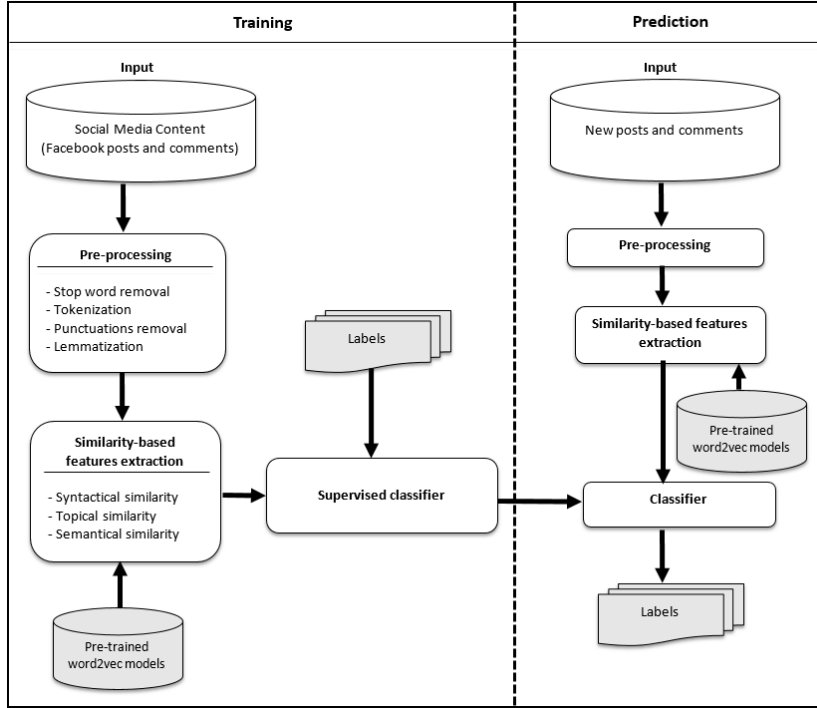 Training
Input
Social Media Content
(Facebook posts and comments)
Pre-processing
- Stop word removal
- Tokenization
- Punctuations removal
- Lemmatization
Labels
Similarity-based
features extraction
- Syntactical similarity
- Topical similarity
- Semantical similarity
Supervised classifier
Pre-trained
word2vec models
Prediction
Input
New posts and comments
Pre-processing
Similarity-based features
extraction
Pre-trained
word2vec models
Classifier
Labels